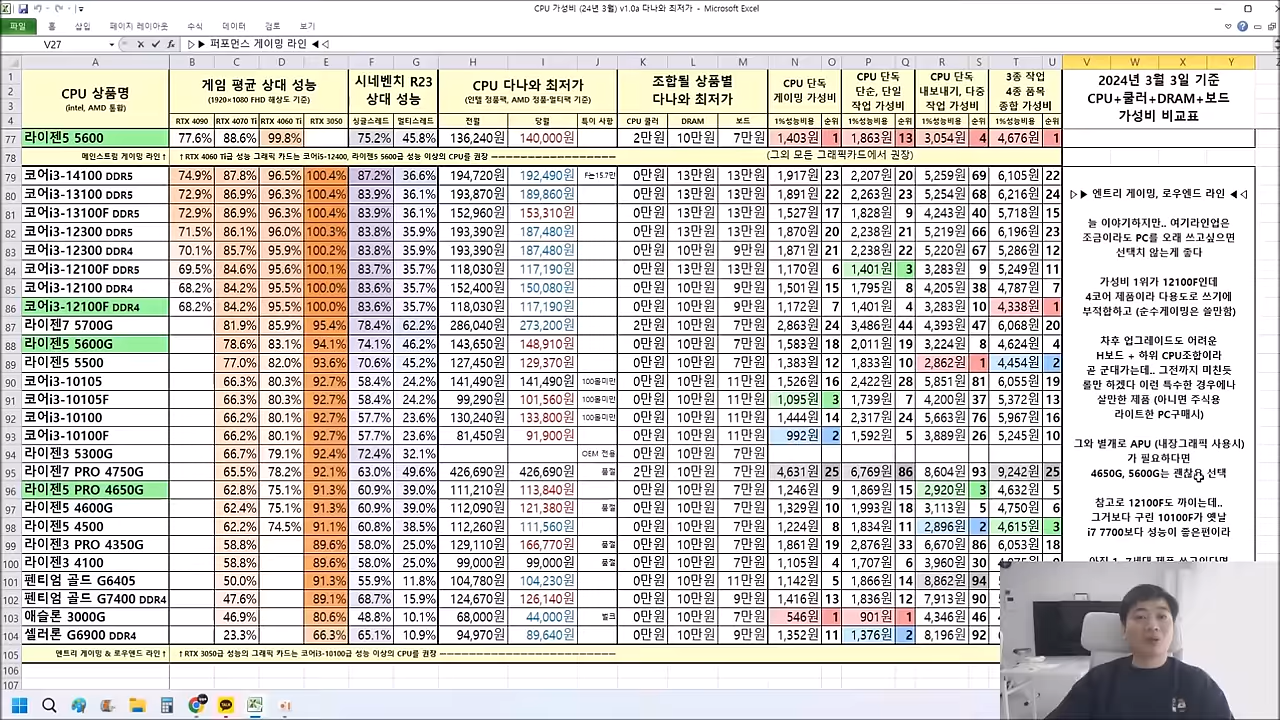 CPU 가성비 (24년 3월) v1.0a 다나와 최저가 - Microsoft Excel
파일 홈 삽입 페이지 레이아웃 수식 데이터 검토 보기
V27 ▷▶ 퍼포먼스 게이밍 라인 ◀◁
A B C D E F G H I J K L M N O P Q R S T U V W X Y
CPU 상품명
(intel, AMD 통합)
게임 평균 상대 성능
(1920×1080 FHD 해상도 기준)
RTX 4090 RTX 4070 Ti RTX 4060 Ti RTX 3050
시네벤치 R23
상대 성능
싱글스레드 멀티스레드
CPU 다나와 최저가
(인텔 정품팩, AMD 정품-멀티팩 기준)
전월 당월 특이 사항
조합될 상품별
다나와 최저가
CPU 쿨러 DRAM 보드
CPU 단독
게이밍 가성비
1%성능비용 순위
CPU 단독
단순, 단일
작업 가성비
1%성능비용 순위
CPU 단독
내보내기, 다중
작업 가성비
1%성능비용 순위
3종 작업
4종 품목
종합 가성비
1%성능비용 순위
2024년 3월 3일 기준
CPU+쿨러+DRAM+보드
가성비 비교표
77 라이젠5 5600 77.6% 88.6% 99.8% 75.2% 45.8% 136,240원 140,000원 2만원 10만원 7만원 1,403원 1 1,863원 13 3,054원 4 4,676원 1
78 메인스트림 게이밍 라인↑ ↑RTX 4060 Ti급 성능 그래픽 카드는 코어i5-12400, 라이젠5 5600급 성능 이상의 CPU를 권장 (그외 모든 그래픽카드에서 권장)
79 코어i3-14100 DDR5 74.9% 87.8% 96.5% 100.4% 87.2% 36.6% 194,720원 192,490원 F는15.7만 0만원 13만원 13만원 1,917원 23 2,207원 20 5,259원 69 6,105원 22
80 코어i3-13100 DDR5 72.9% 86.9% 96.3% 100.4% 83.9% 36.1% 193,870원 189,860원 0만원 13만원 13만원 1,891원 22 2,263원 23 5,254원 68 6,216원 24
81 코어i3-13100F DDR5 72.9% 86.9% 96.3% 100.4% 83.9% 36.1% 152,960원 153,310원 0만원 13만원 13만원 1,527원 17 1,828원 9 4,243원 40 5,718원 15
82 코어i3-12300 DDR5 71.5% 86.1% 96.0% 100.3% 83.8% 35.9% 193,390원 187,480원 0만원 13만원 13만원 1,870원 20 2,238원 21 5,219원 66 6,196원 23
83 코어i3-12300 DDR4 70.1% 85.7% 95.9% 100.2% 83.8% 35.9% 193,390원 187,480원 0만원 10만원 9만원 1,871원 21 2,238원 22 5,220원 67 5,286원 12
84 코어i3-12100F DDR5 69.5% 84.6% 95.6% 100.1% 83.7% 35.7% 118,030원 117,190원 0만원 13만원 13만원 1,170원 6 1,401원 3 3,283원 9 5,249원 11
85 코어i3-12100 DDR4 68.2% 84.2% 95.5% 100.0% 83.6% 35.7% 152,400원 150,080원 0만원 10만원 9만원 1,501원 15 1,795원 8 4,205원 38 4,787원 7
86 코어i3-12100F DDR4 68.2% 84.2% 95.5% 100.0% 83.6% 35.7% 118,030원 117,190원 0만원 10만원 9만원 1,172원 7 1,401원 4 3,283원 10 4,338원 1
87 라이젠7 5700G 81.9% 85.9% 95.4% 78.4% 62.2% 286,040원 273,200원 2만원 10만원 7만원 2,863원 24 3,486원 44 4,393원 47 6,068원 20
88 라이젠5 5600G 78.6% 83.1% 94.1% 74.1% 46.2% 143,650원 148,910원 0만원 10만원 7만원 1,583원 18 2,011원 19 3,224원 8 4,624원 4
89 라이젠5 5500 77.0% 82.0% 93.6% 70.6% 45.2% 127,450원 129,370원 0만원 10만원 7만원 1,383원 12 1,833원 10 2,862원 1 4,454원 2
90 코어i3-10105 66.3% 80.3% 92.7% 58.4% 24.2% 141,490원 141,490원 100몰미만 0만원 10만원 11만원 1,526원 16 2,422원 28 5,851원 81 6,055원 19
91 코어i3-10105F 66.3% 80.3% 92.7% 58.4% 24.2% 99,290원 101,560원 100몰미만 0만원 10만원 11만원 1,095원 3 1,739원 7 4,200원 37 5,372원 13
92 코어i3-10100 66.2% 80.1% 92.7% 57.7% 23.6% 130,240원 133,800원 100몰미만 0만원 10만원 11만원 1,444원 14 2,317원 24 5,663원 76 5,967원 16
93 코어i3-10100F 66.2% 80.1% 92.7% 57.7% 23.6% 81,450원 91,900원 0만원 10만원 11만원 992원 2 1,592원 5 3,889원 26 5,245원 10
94 라이젠3 5300G 66.7% 79.1% 92.4% 72.4% 32.1% OEM 전용 0만원 10만원 7만원
95 라이젠7 PRO 4750G 65.5% 78.2% 92.1% 63.0% 49.6% 426,690원 426,690원 품절 2만원 10만원 7만원 4,631원 25 6,769원 86 8,604원 93 9,242원 25
96 라이젠5 PRO 4650G 62.8% 75.1% 91.3% 60.9% 39.0% 111,210원 113,840원 0만원 10만원 7만원 1,246원 9 1,869원 15 2,920원 3 4,632원 5
97 라이젠5 4600G 62.4% 75.1% 91.3% 60.9% 39.0% 112,090원 121,380원 품절 0만원 10만원 7만원 1,329원 10 1,993원 18 3,113원 5 4,750원 6
98 라이젠5 4500 62.2% 74.5% 91.1% 60.8% 38.5% 112,260원 111,560원 0만원 10만원 7만원 1,224원 8 1,834원 11 2,896원 2 4,615원 3
99 라이젠3 PRO 4350G 58.8% 89.6% 58.0% 25.0% 129,110원 166,770원 품절 0만원 10만원 7만원 1,861원 19 2,876원 33 6,670원 86 6,053원 18
100 라이젠3 4100 58.8% 89.6% 58.0% 25.0% 99,000원 99,000원 품절 0만원 10만원 7만원 1,105원 4 1,707원 6 3,960원 30
101 펜티엄 골드 G6405 50.0% 91.3% 55.9% 11.8% 104,780원 104,230원 0만원 10만원 11만원 1,142원 5 1,866원 14 8,862원 94
102 펜티엄 골드 G7400 DDR4 47.6% 89.1% 68.7% 15.9% 124,670원 126,140원 0만원 10만원 9만원 1,416원 13 1,836원 12 7,913원 90
103 애슬론 3000G 46.9% 80.6% 48.8% 10.1% 68,000원 44,000원 벌크 0만원 10만원 7만원 546원 1 901원 1 4,346원 46
104 셀러론 G6900 DDR4 23.3% 66.3% 65.1% 10.9% 94,970원 89,640원 0만원 10만원 9만원 1,352원 11 1,376원 2 8,196원 92
105 엔트리 게이밍 & 로우엔드 라인↑ ↑RTX 3050급 성능의 그래픽 카드는 코어i3-10100급 성능 이상의 CPU를 권장
106
107
▷▶ 엔트리 게이밍, 로우엔드 라인 ◀◁
늘 이야기하지만.. 여기라인업은
조금이라도 PC를 오래 쓰고싶으면
선택치 않는게 좋다
가성비 1위가 12100F인데
4코어 제품이라 다용도로 쓰기에
부적합하고 (순수게이밍은 쓸만함)
차후 업그레이드도 어려운
H보드 + 하위 CPU조합이라
곧 군대가는데.. 그전까지 미친듯
롤만 하겠다 이런 특수한 경우에나
살만한 제품 (아니면 주식용
라이트한 PC구매시)
그와 별개로 APU (내장그래픽 사용시)
가 필요하다면
4650G, 5600G는 괜찮은 선택
참고로 12100F도 까이는데..
그거보다 구린 10100F가 옛날
i7 7700보다 성능이 좋은편이라